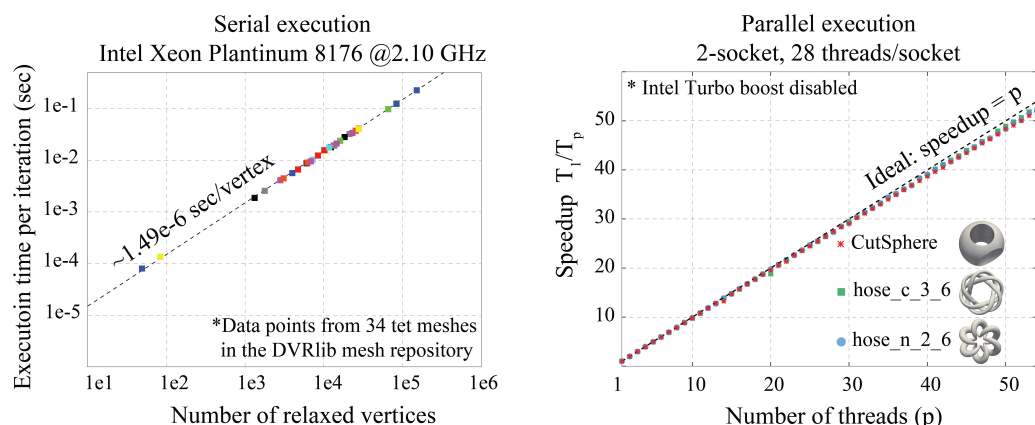 Serial execution
Intel Xeon Plantinum 8176 @2.10 GHz
Executoin time per iteration (sec)
1e-1
1e-2
1e-3
1e-4
1e-5
~1.49e-6 sec/vertex
*Data points from 34 tet meshes
in the DVRlib mesh repository
1e1
1e2
1e3
1e4
1e5
1e6
Number of relaxed vertices
Parallel execution
2-socket, 28 threads/socket
* Intel Turbo boost disabled
Speedup T1/Tp
50
40
30
20
10
Ideal: speedup = p
CutSphere
hose_c_3_6
hose_n_2_6
1
10
20
30
40
50
Number of threads (p)